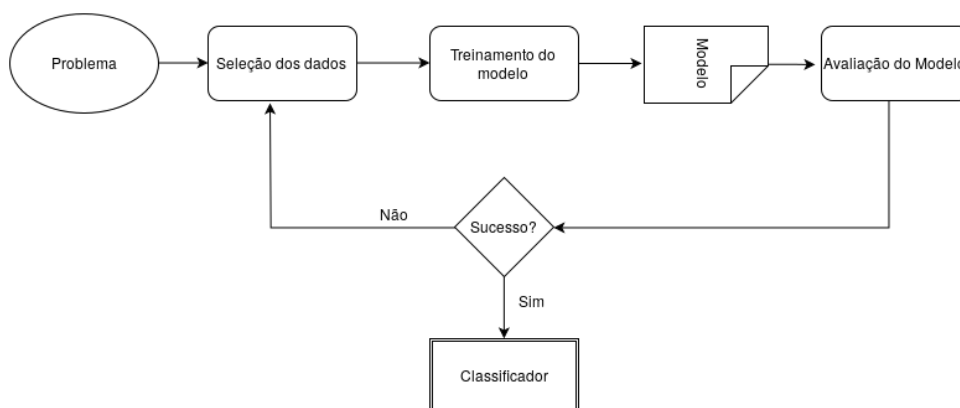 Problema
Seleção dos dados
Treinamento do
modelo
Modelo
Avaliação do Modelo
Não
Sucesso?
Sim
Classificador